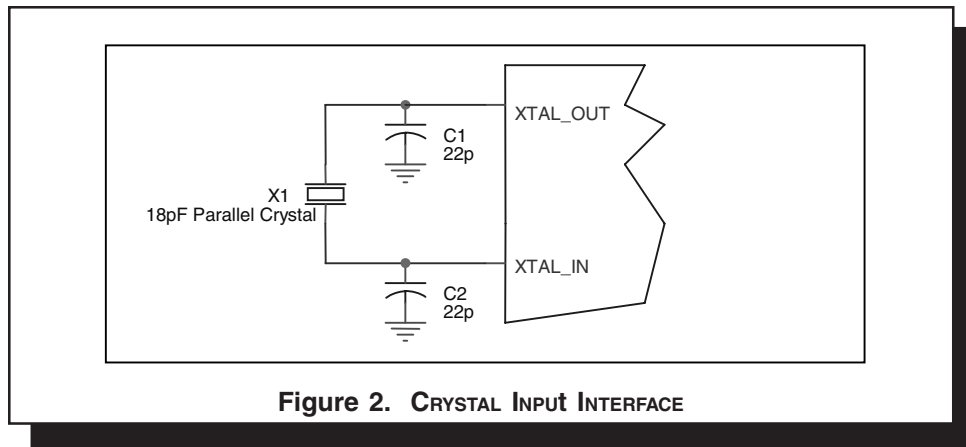 XTAL_OUT
C1
22p
X1
18pF Parallel Crystal
XTAL_IN
C2
22p
Figure 2. CRYSTAL INPUt INTERFACE